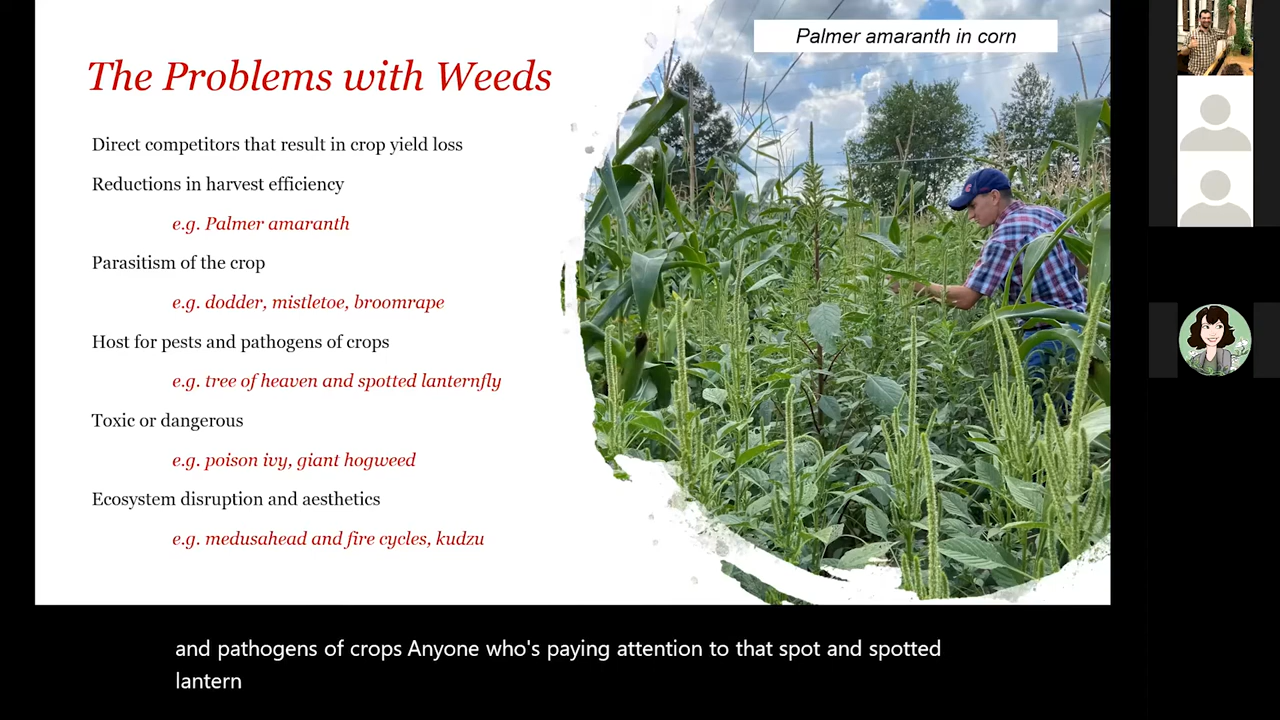 Palmer amaranth in corn
The Problems with Weeds
Direct competitors that result in crop yield loss
Reductions in harvest efficiency
e.g. Palmer amaranth
Parasitism of the crop
e.g. dodder, mistletoe, broomrape
Host for pests and pathogens of crops
e.g. tree of heaven and spotted lanternfly
Toxic or dangerous
e.g. poison ivy, giant hogweed
Ecosystem disruption and aesthetics
e.g. medusahead and fire cycles, kudzu
and pathogens of crops Anyone who's paying attention to that spot and spotted
lantern